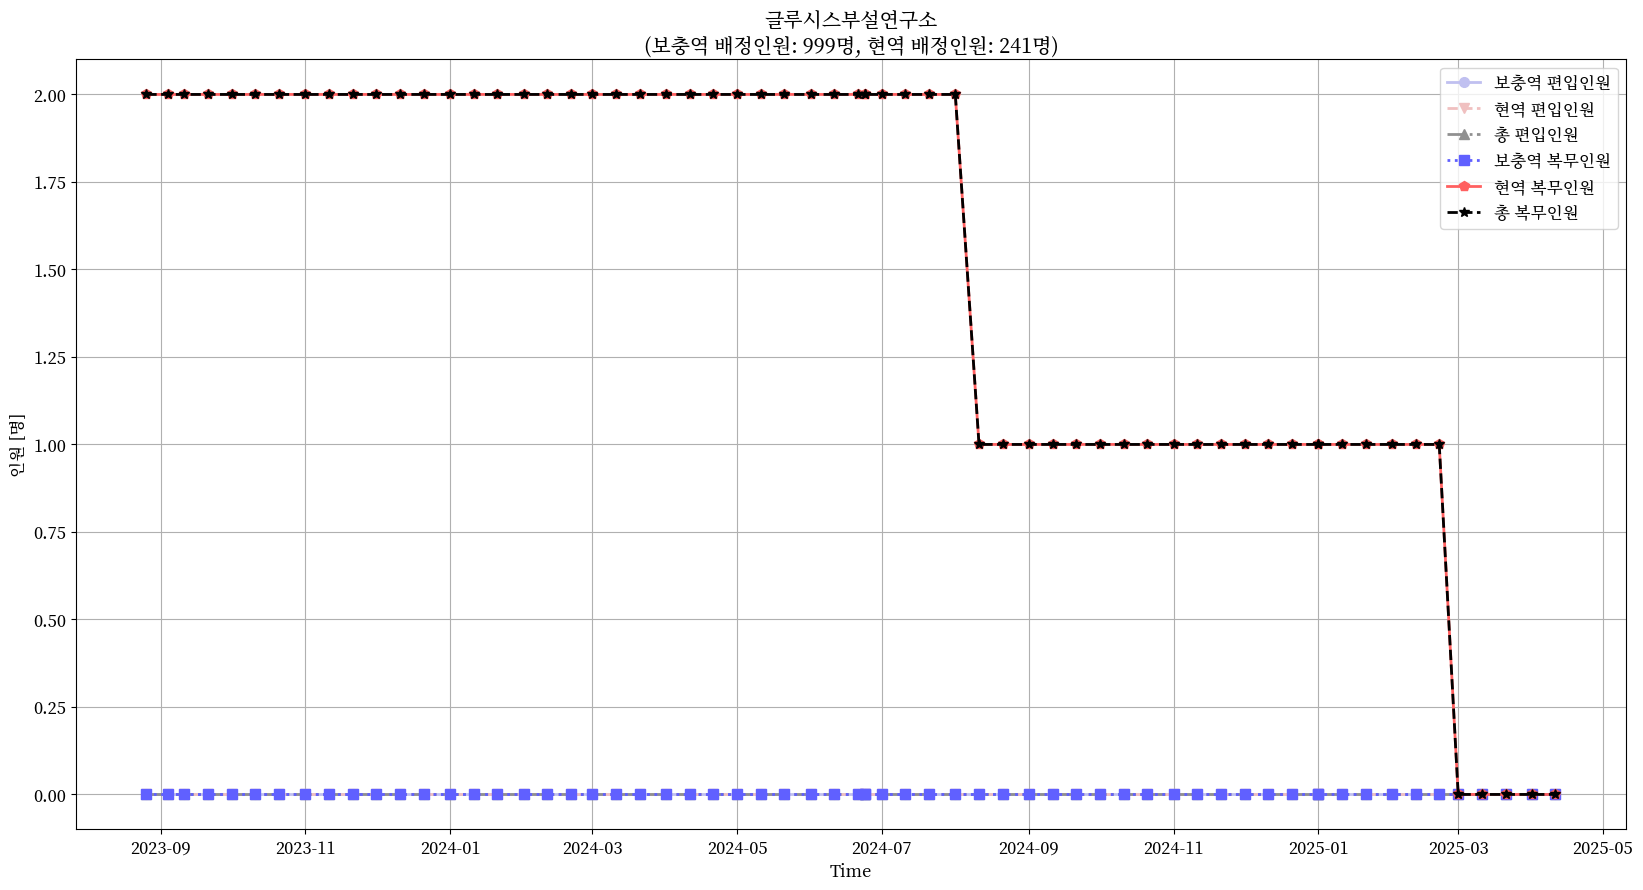 글루시스부설연구소
(보충역 배정인원: 999명, 현역 배정인원: 241명)
보충역 편입인원
현역 편입인원
총 편입인원
보충역 복무인원
현역 복무인원
총 복무인원
인원 [명]
2.00
1.75
1.50
1.25
1.00
0.75
0.50
0.25
0.00
2023-09
2023-11
2024-01
2024-03
2024-05
2024-07
2024-09
2024-11
2025-01
2025-03
2025-05
Time